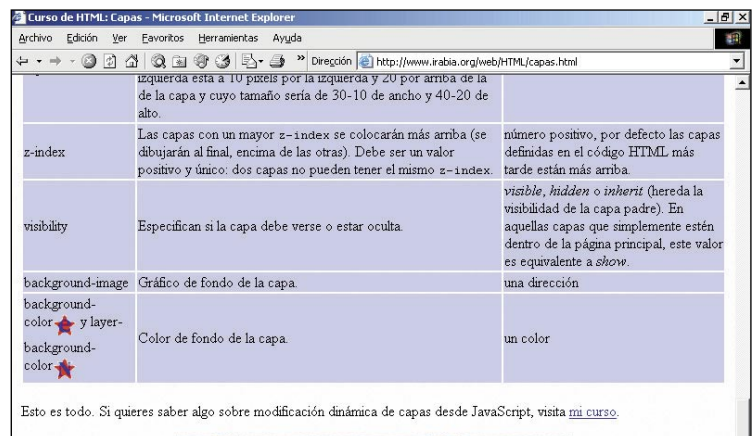 Curso de HTML: Capas - Microsoft Internet Explorer
Archivo Edición Ver Favoritos Herramientas Ayuda
Dirección http://www.irabia.org/web/HTML/capas.html
izquierda está a 10 pixels por la izquierda y 20 por arriba de la
de la capa y cuyo tamaño sería de 30-10 de ancho y 40-20 de
alto.
z-index
Las capas con un mayor z-index se colocarán más arriba (se
dibujarán al final, encima de las otras). Debe ser un valor
positivo y único: dos capas no pueden tener el mismo z-index.
número positivo, por defecto las capas
definidas en el código HTML más
tarde están más arriba.
visibility
Especifican si la capa debe verse o estar oculta.
visible, hidden o inherit (hereda la
visibilidad de la capa padre). En
aquellas capas que simplemente estén
dentro de la página principal, este valor
es equivalente a show.
background-image
Gráfico de fondo de la capa.
una dirección
background-
color e y layer-
background-
color N
Color de fondo de la capa.
un color
Esto es todo. Si quieres saber algo sobre modificación dinámica de capas desde JavaScript, visita mi curso.